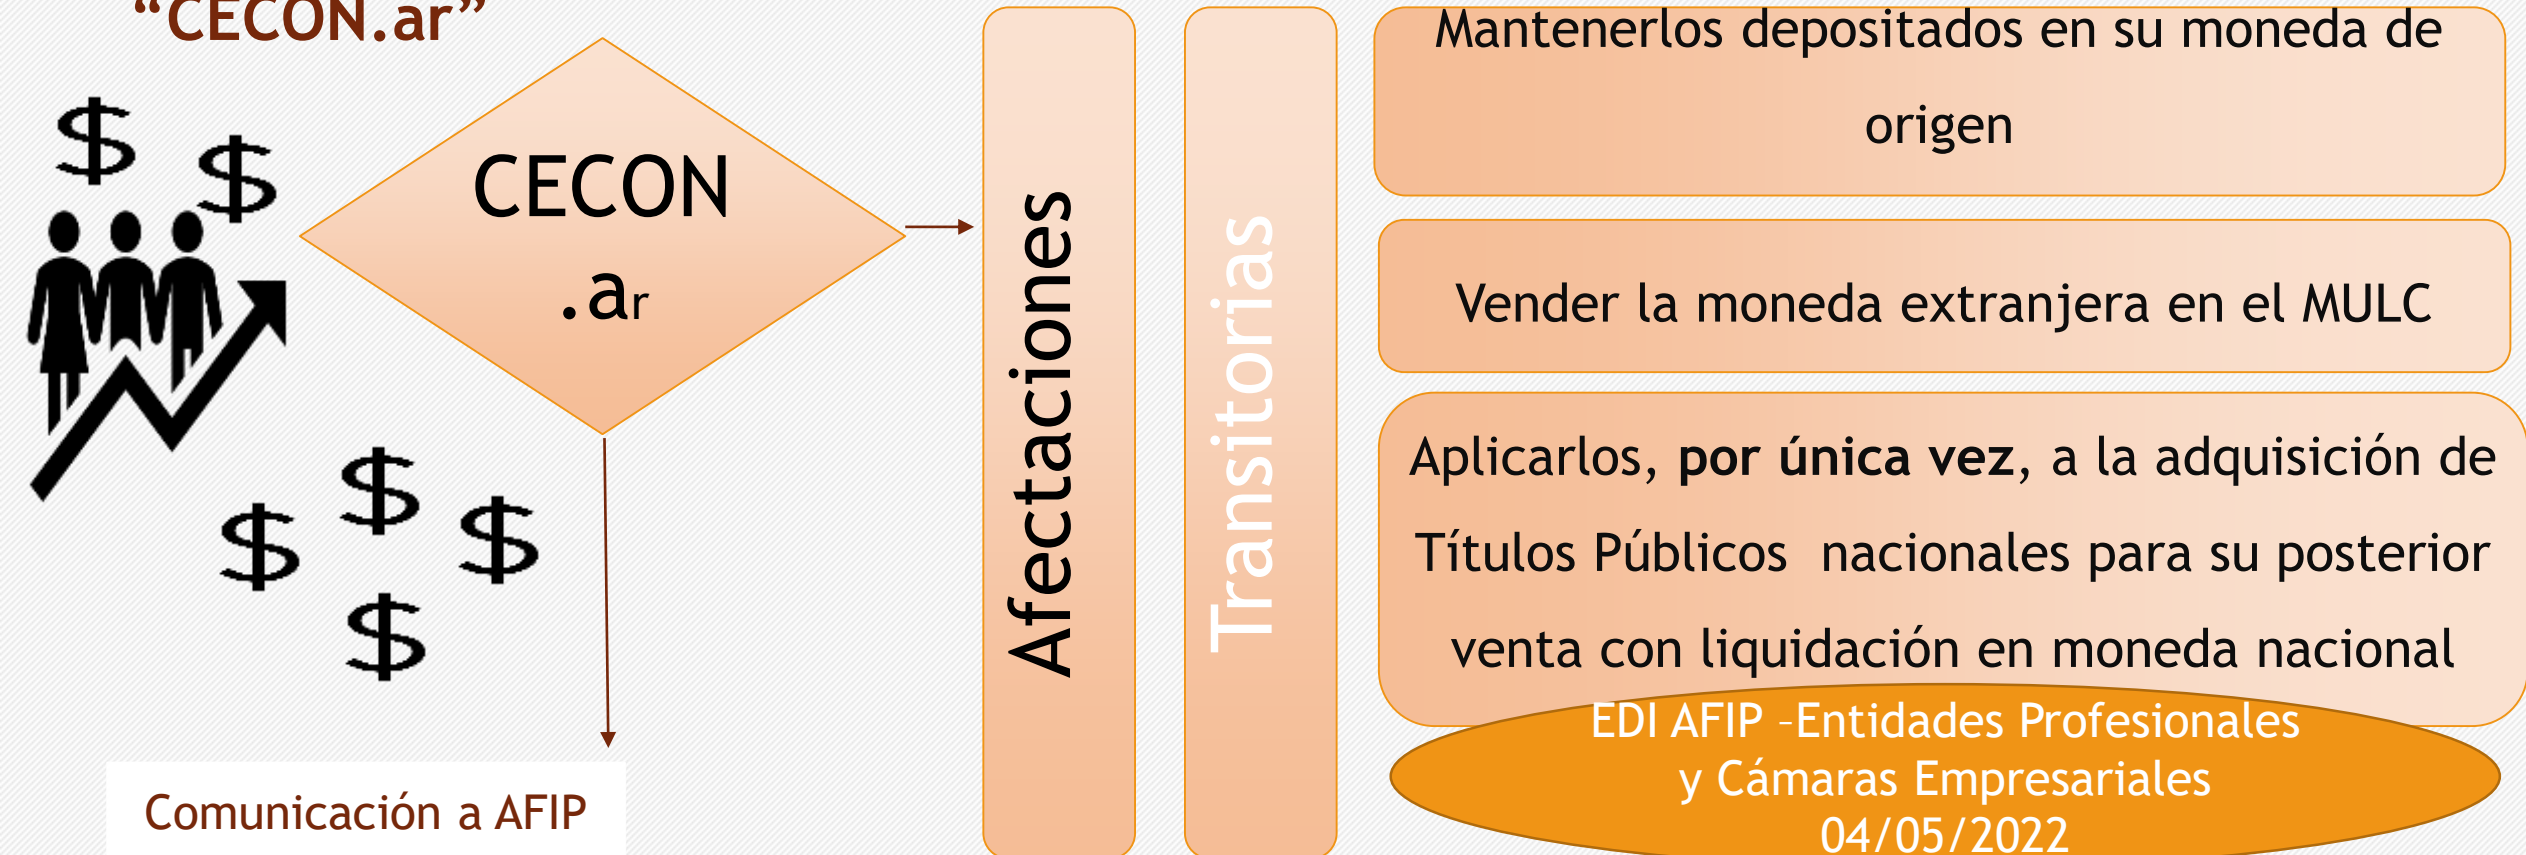 “CECON.ar”
CECON
.ar
Comunicación a AFIP
Afectaciones
Transitorias
Mantenerlos depositados en su moneda de
origen
Vender la moneda extranjera en el MULC
Aplicarlos, por única vez, a la adquisición de
Títulos Públicos nacionales para su posterior
venta con liquidación en moneda nacional
EDI AFIP –Entidades Profesionales
y Cámaras Empresariales
04/05/2022